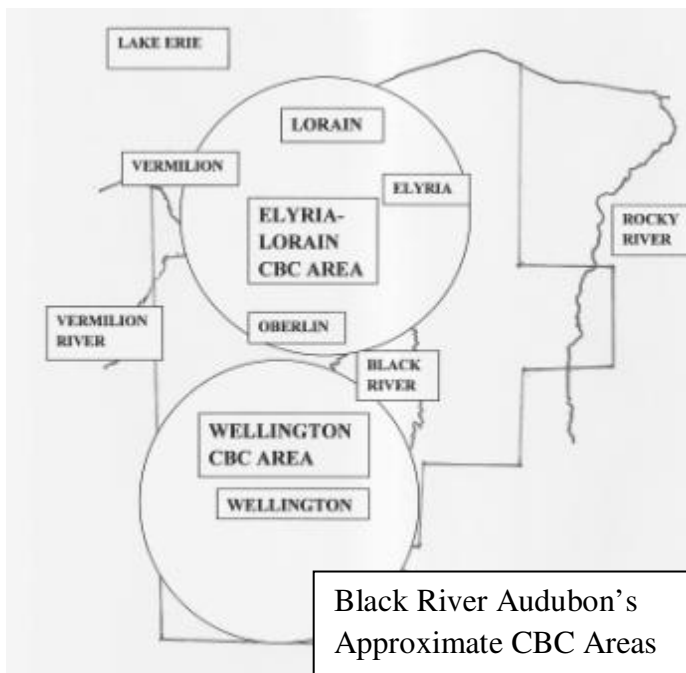 LAKE ERIE
LORAIN
VERMILION
ELYRIA
ELYRIA-
LORAIN
CBC AREA
ROCKY
RIVER
VERMILION
RIVER
OBERLIN
BLACK
RIVER
WELLINGTON
CBC AREA
WELLINGTON
Black River Audubon's
Approximate CBC Areas